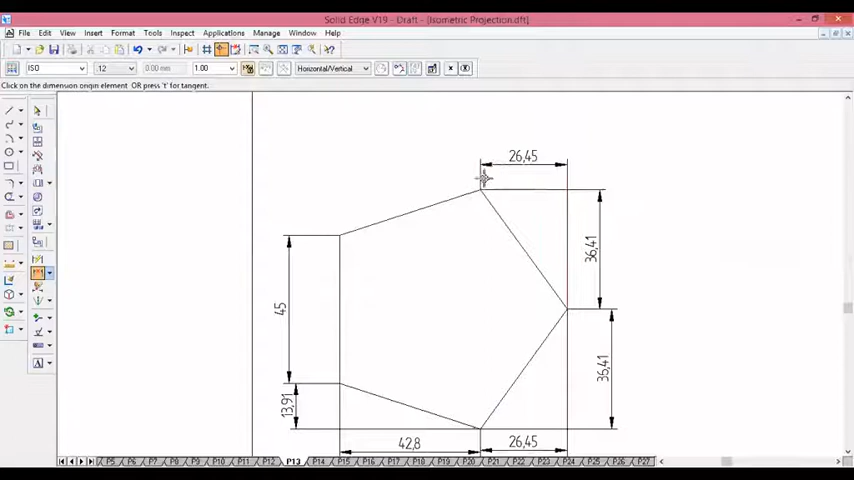 Solid Edge V19 - Draft - [Isometric Projection.dft]
File Edit View Insert Format Tools Inspect Applications Manage Window Help
ISO .12 0.00 mm 1.00 Horizontal/Vertical
Click on the dimension origin element OR press 't' for tangent.
26,45
36,41
45
36,41
13,91
42,8
26,45
P5 P6 P7 P8 P9 P10 P11 P12 P13 P14 P15 P16 P17 P18 P19 P20 P21 P22 P23 P24 P25 P26 P27